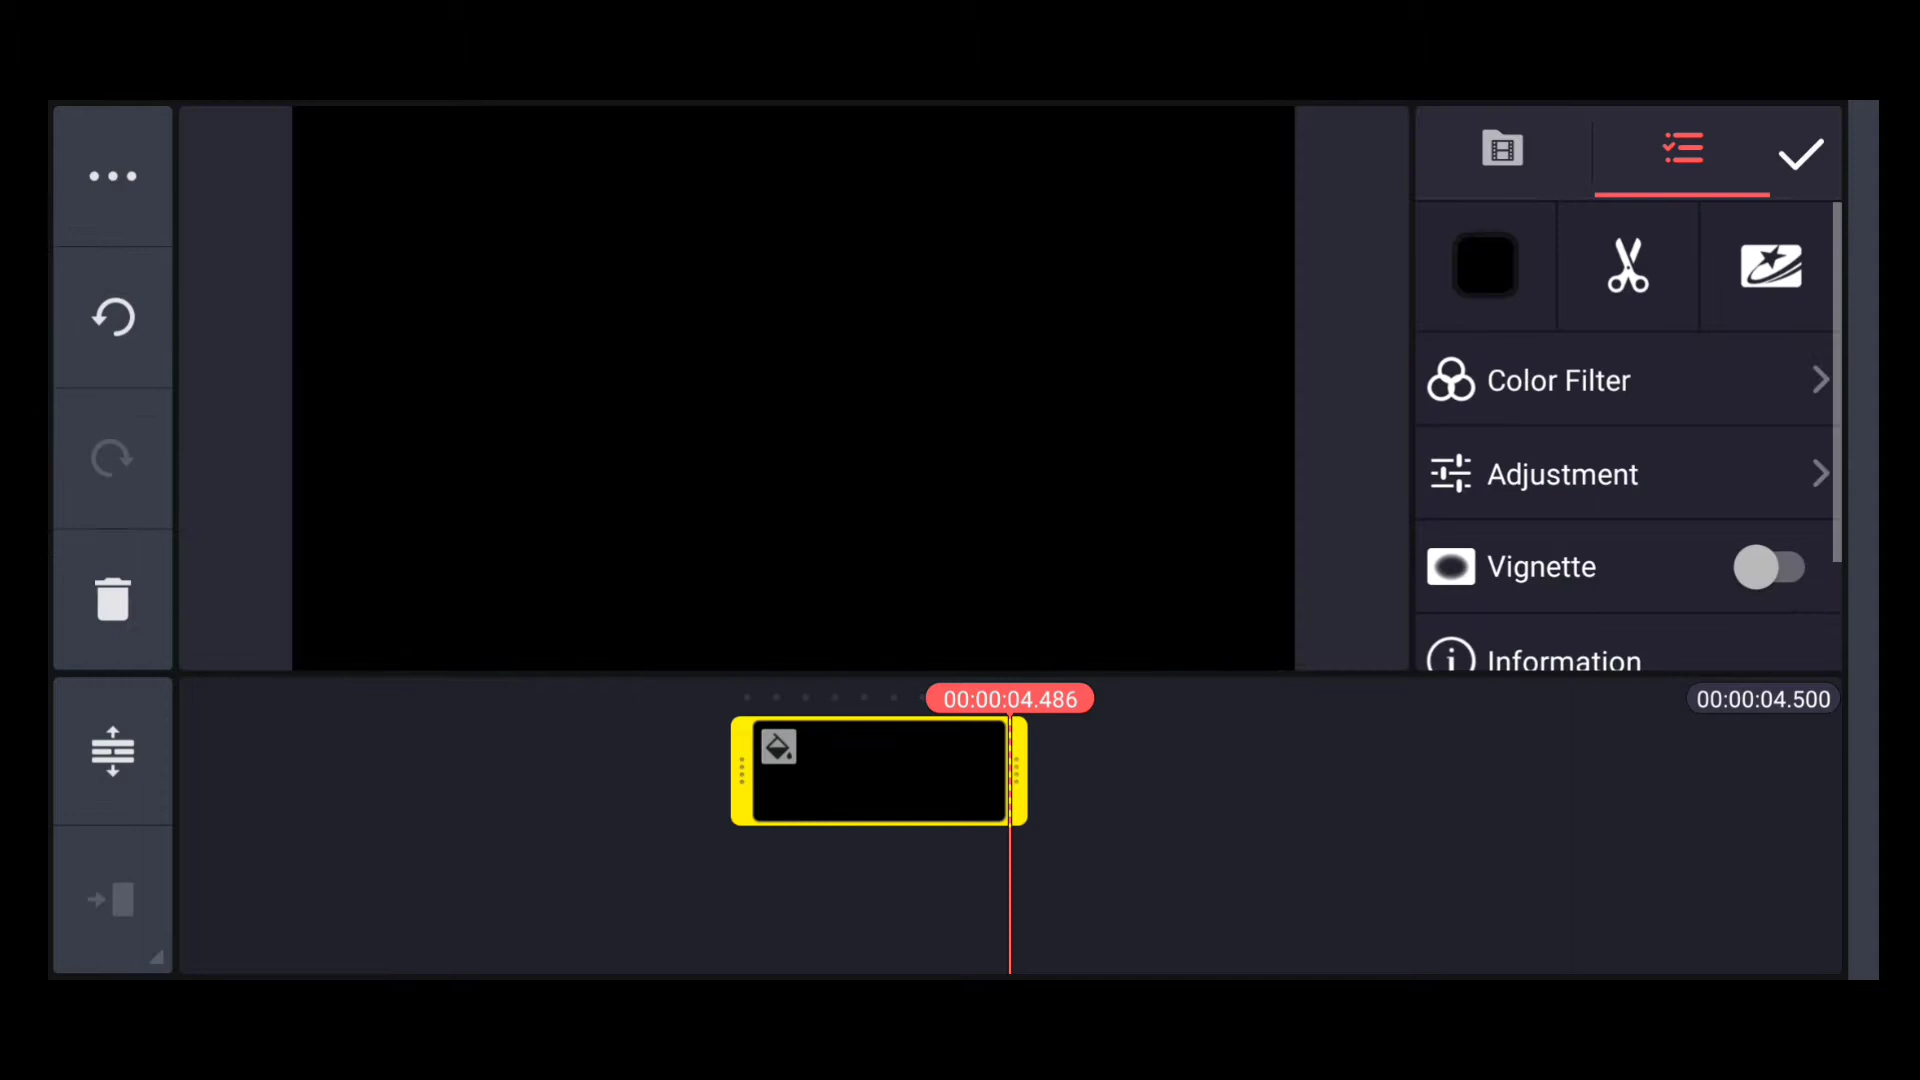 Color Filter
Adjustment
Vignette
Information
00:00:04.486
00:00:04.500